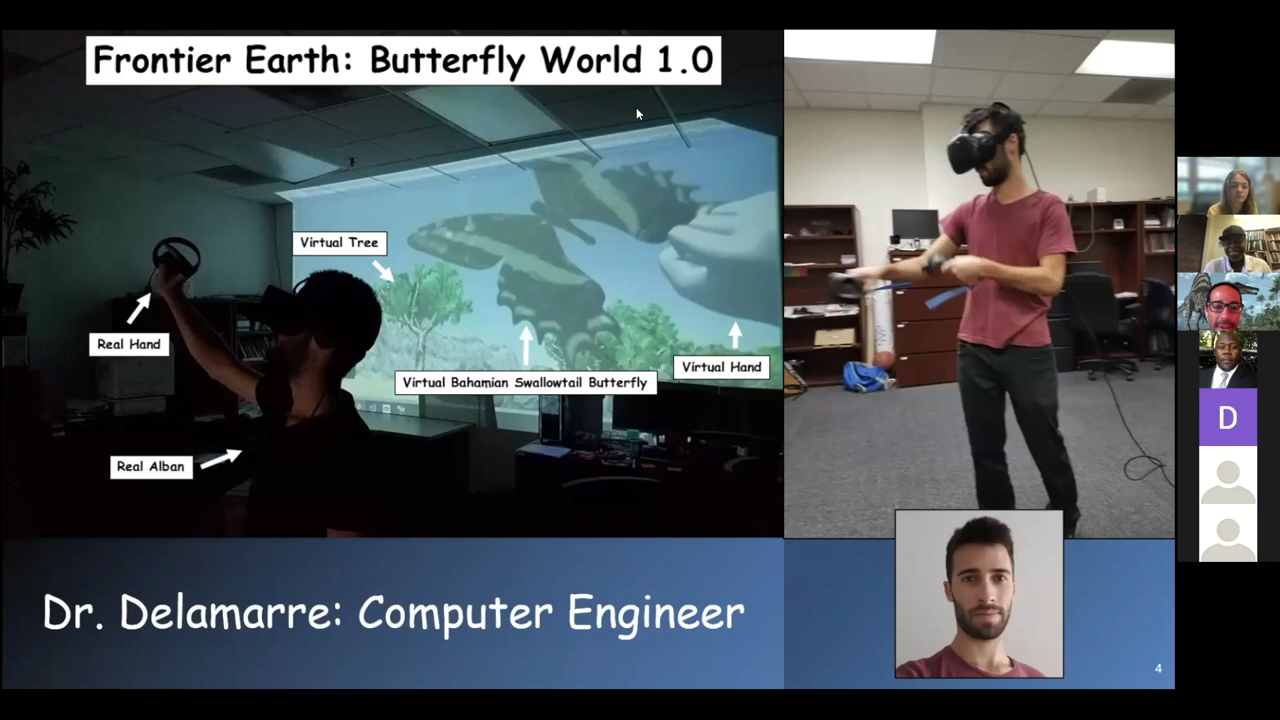 Frontier Earth: Butterfly World 1.0
Virtual Tree
Real Hand
Virtual Hand
Virtual Bahamian Swallowtail Butterfly
Real Alban
Dr. Delamarre: Computer Engineer
4
D